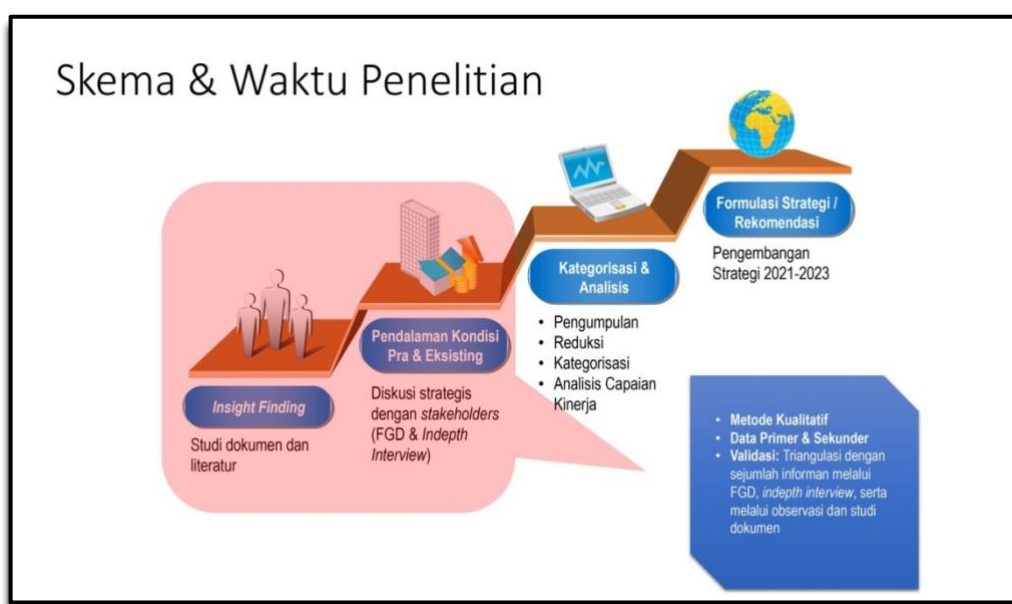 Skema & Waktu Penelitian
Insight Finding
Studi dokumen dan
literatur
Pendalaman Kondisi
Pra & Eksisting
Diskusi strategis
dengan stakeholders
(FGD & Indepth
Interview)
Kategorisasi &
Analisis
• Pengumpulan
• Reduksi
• Kategorisasi
• Analisis Capaian
Kinerja
Formulasi Strategi /
Rekomendasi
Pengembangan
Strategi 2021-2023
• Metode Kualitatif
• Data Primer & Sekunder
• Validasi: Triangulasi dengan
sejumlah informan melalui
FGD, indepth interview, serta
melalui observasi dan studi
dokumen